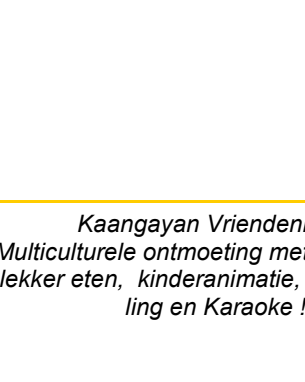 Kaangayan Vrienden
Multiculturele ontmoeting met
lekker eten, kinderanimatie,
ling en Karaoke !